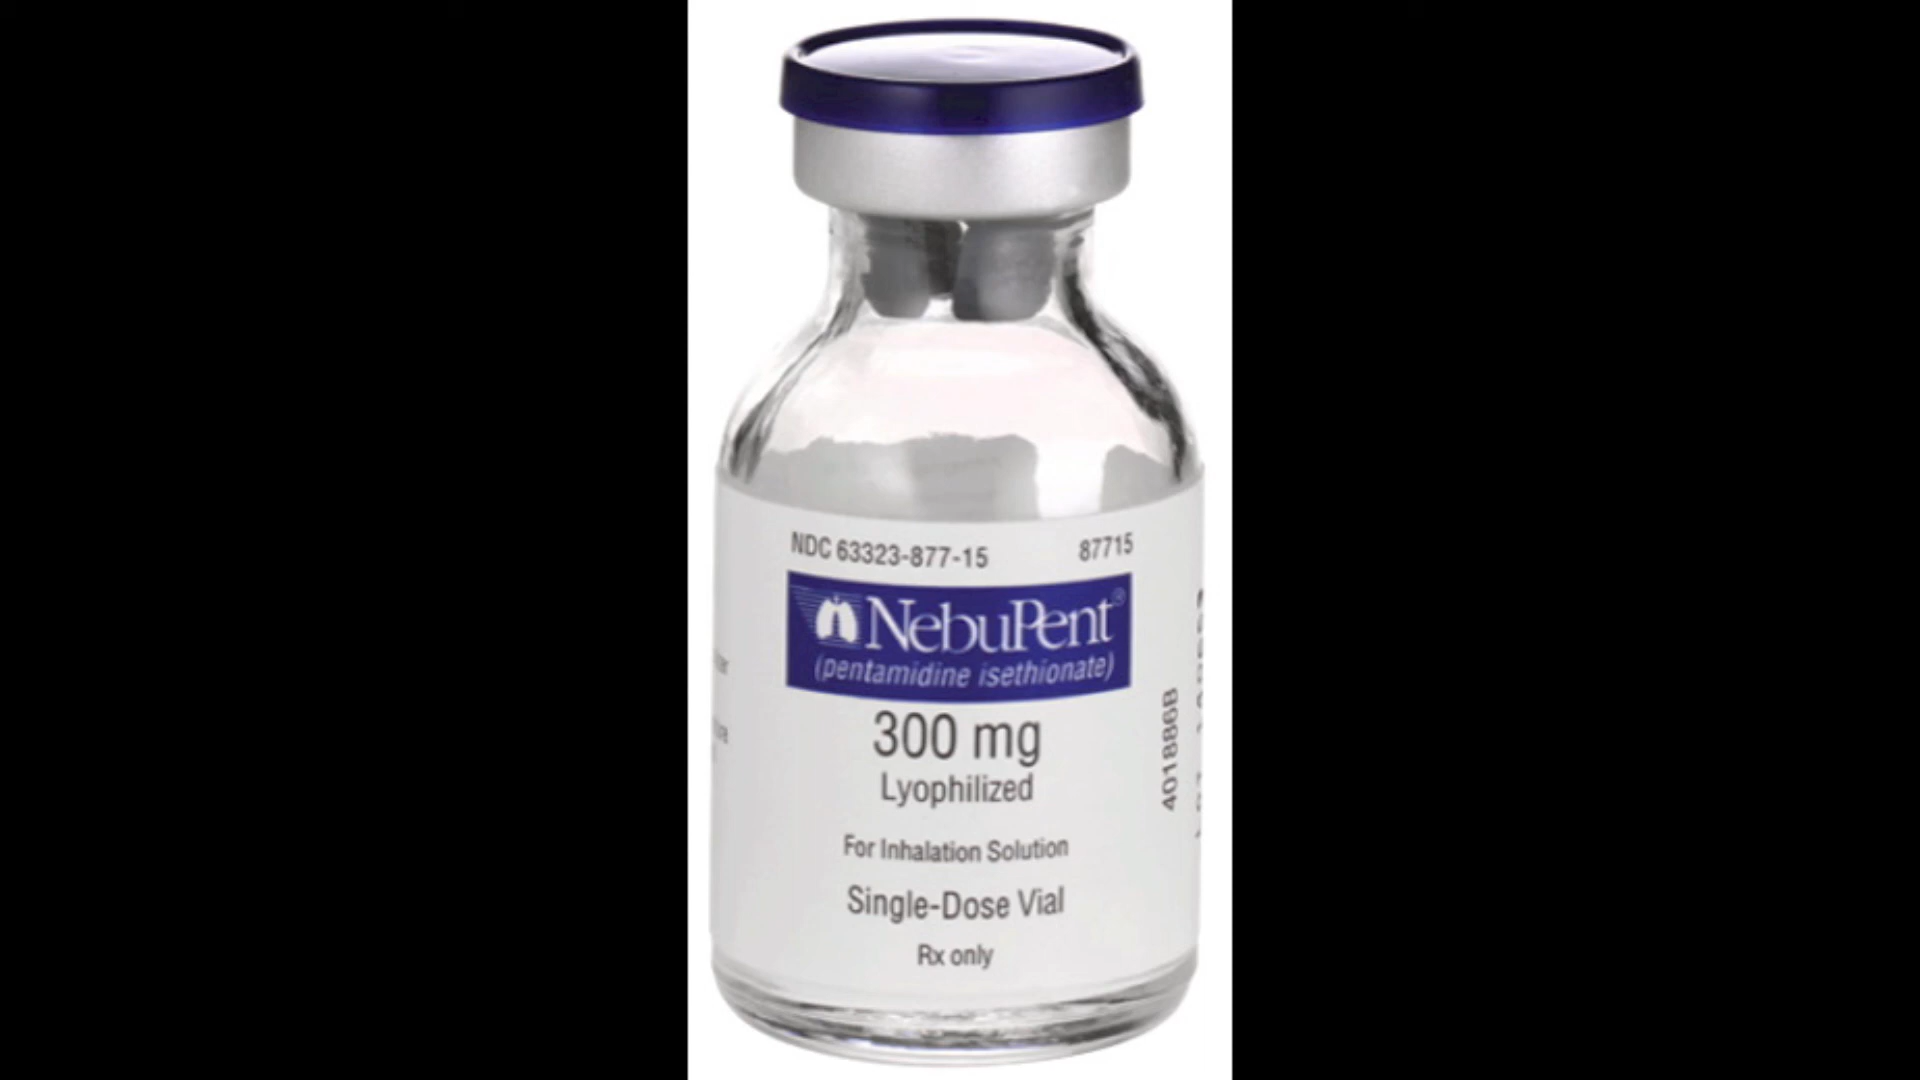 NDC 63323-877-15 87715
NebuPent®
(pentamidine isethionate)
300 mg
Lyophilized
For Inhalation Solution
Single-Dose Vial
Rx only
401886B